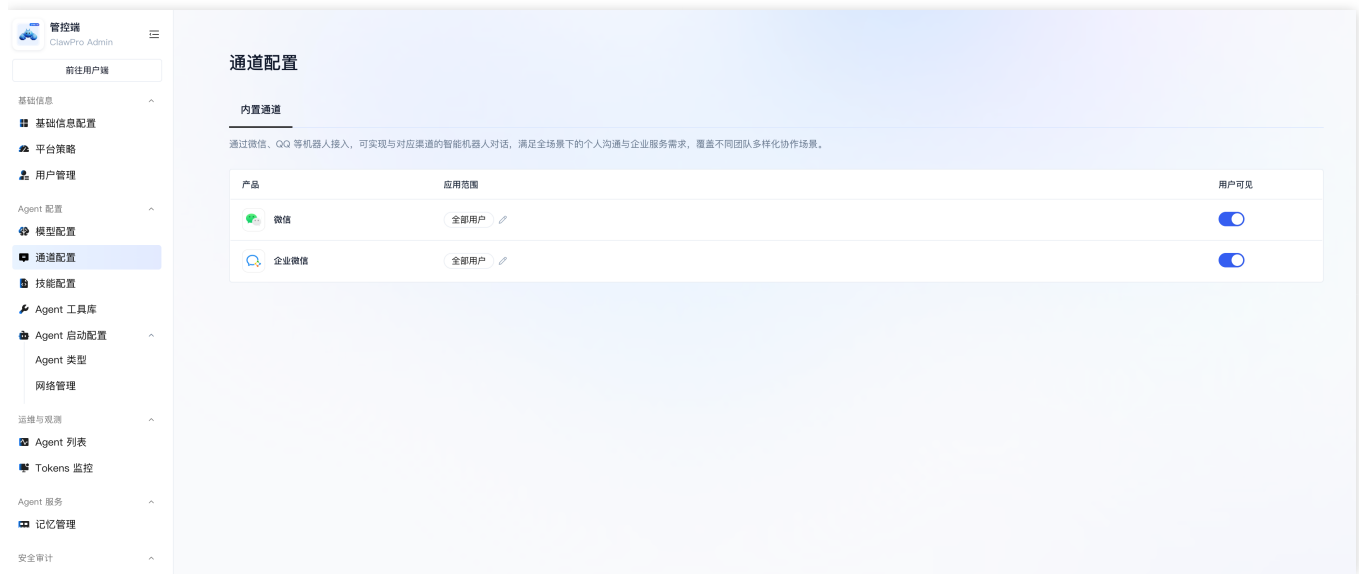 管控端
ClawPro Admin
前往用户端
基础信息
基础信息配置
平台策略
用户管理
Agent 配置
模型配置
通道配置
技能配置
Agent 工具库
Agent 启动配置
Agent 类型
网络管理
运维与观测
Agent 列表
Tokens 监控
Agent 服务
记忆管理
安全审计
通道配置
内置通道
通过微信、QQ 等机器人接入，可实现与对应渠道的智能机器人对话，满足全场景下的个人沟通与企业服务需求，覆盖不同团队多样化协作场景。
产品 应用范围 用户可见
微信 全部用户
企业微信 全部用户